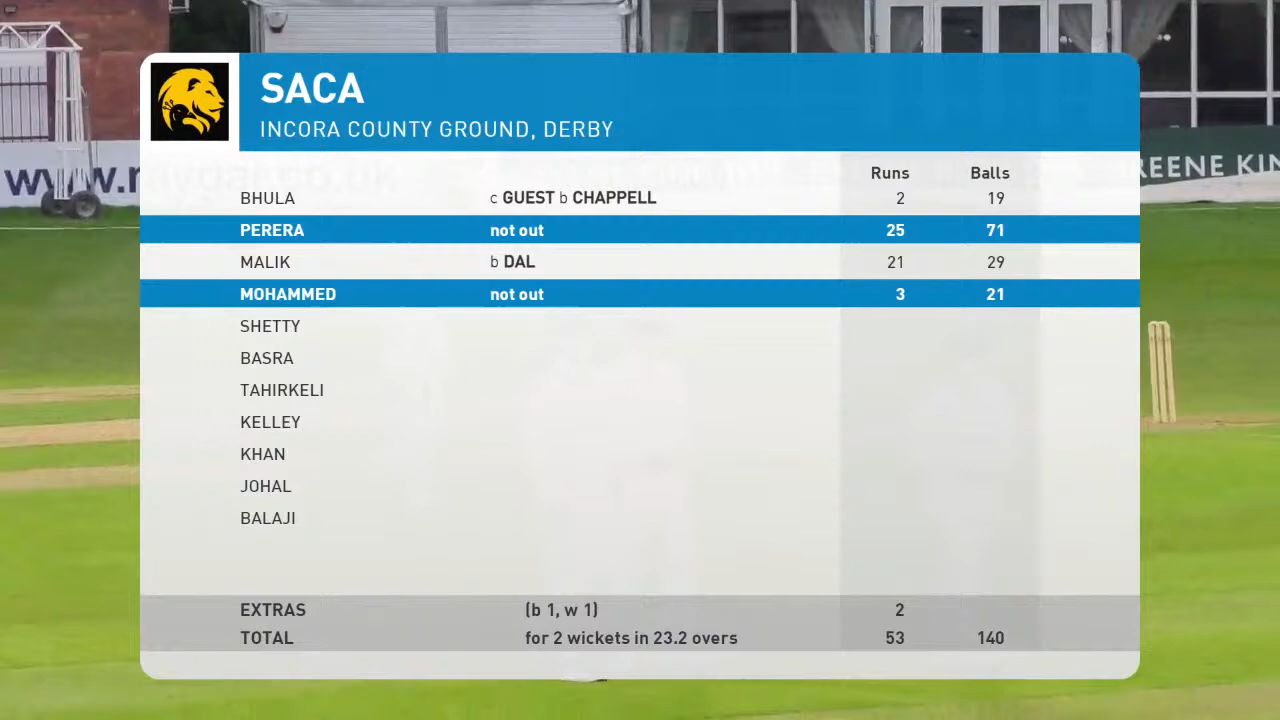 SACA
INCORA COUNTY GROUND, DERBY
Runs Balls
BHULA c GUEST b CHAPPELL 2 19
PERERA not out 25 71
MALIK b DAL 21 29
MOHAMMED not out 3 21
SHETTY
BASRA
TAHIRKELI
KELLEY
KHAN
JOHAL
BALAJI
EXTRAS (b 1, w 1) 2
TOTAL for 2 wickets in 23.2 overs 53 140